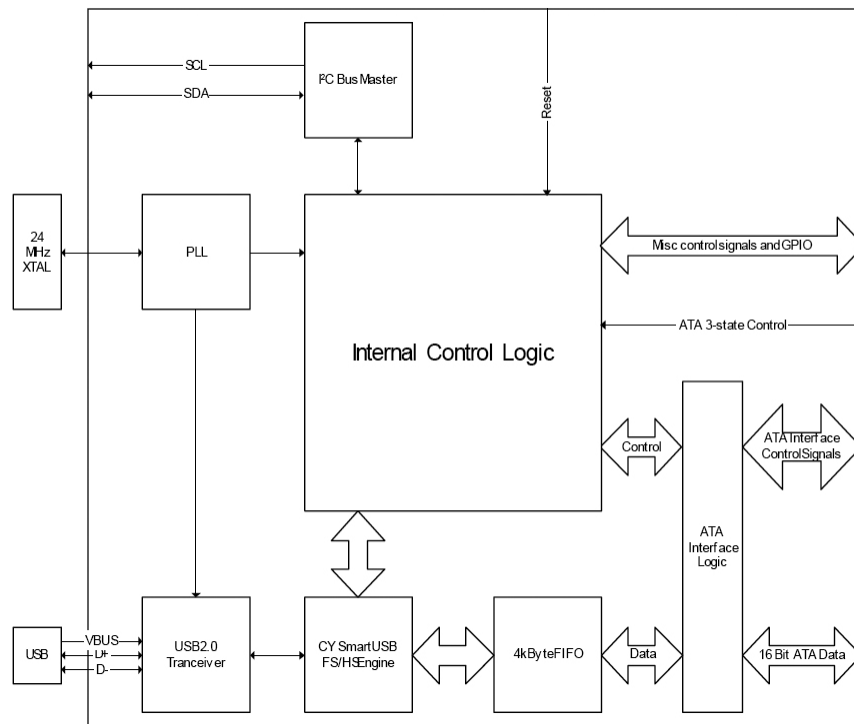 SCL
I²C Bus Master
SDA
Reset
24
MHz
XTAL
PLL
Misc control signals and GPIO
ATA 3-state Control
Internal Control Logic
Control
ATA Interface
Control Signals
ATA
Interface
Logic
USB
VBUS
D+
D-
USB2.0
Tranceiver
CY Smart USB
FS/HS Engine
4kByte FIFO
Data
16 Bit ATA Data